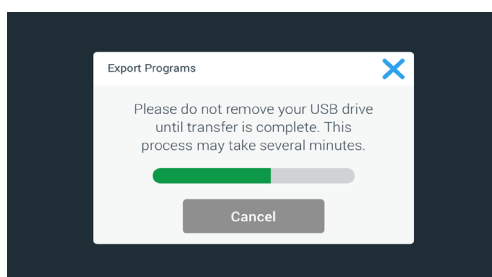 Export Programs
Please do not remove your USB drive
until transfer is complete. This
process may take several minutes.
Cancel